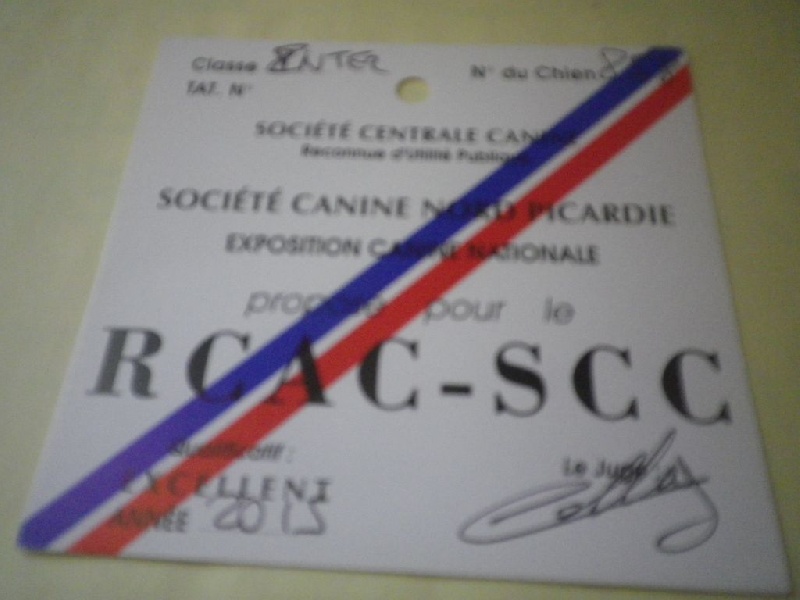 Classe INTER N° du Chien
TAT. N°
SOCIÉTÉ CENTRALE CANINE
Reconnue d'Utilité Publique
SOCIÉTÉ CANINE NORD PICARDIE
EXPOSITION CANINE NATIONALE
proposé pour le
RCAC-SCC
Qualificatif :
Le Juge
EXCELLENT
ANNÉE 2015